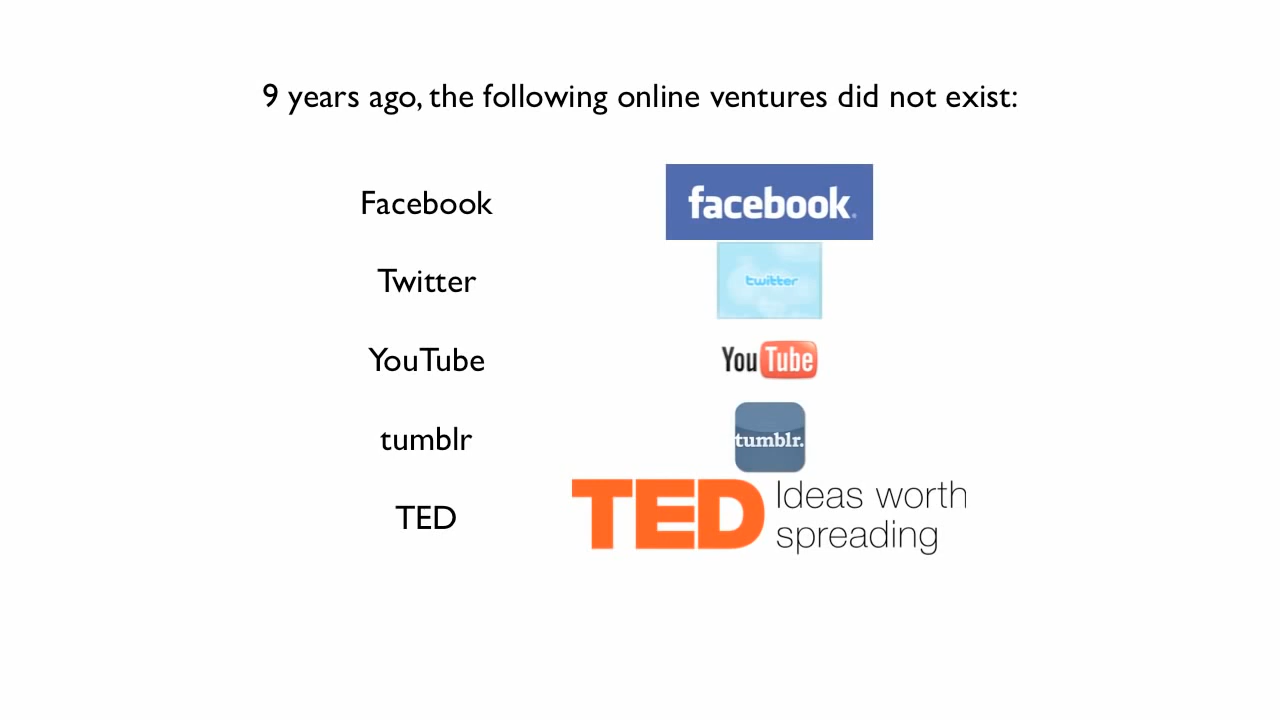 9 years ago, the following online ventures did not exist:
Facebook
facebook®
Twitter
twitter
YouTube
YouTube
tumblr
tumblr.
TED
TED Ideas worth
spreading